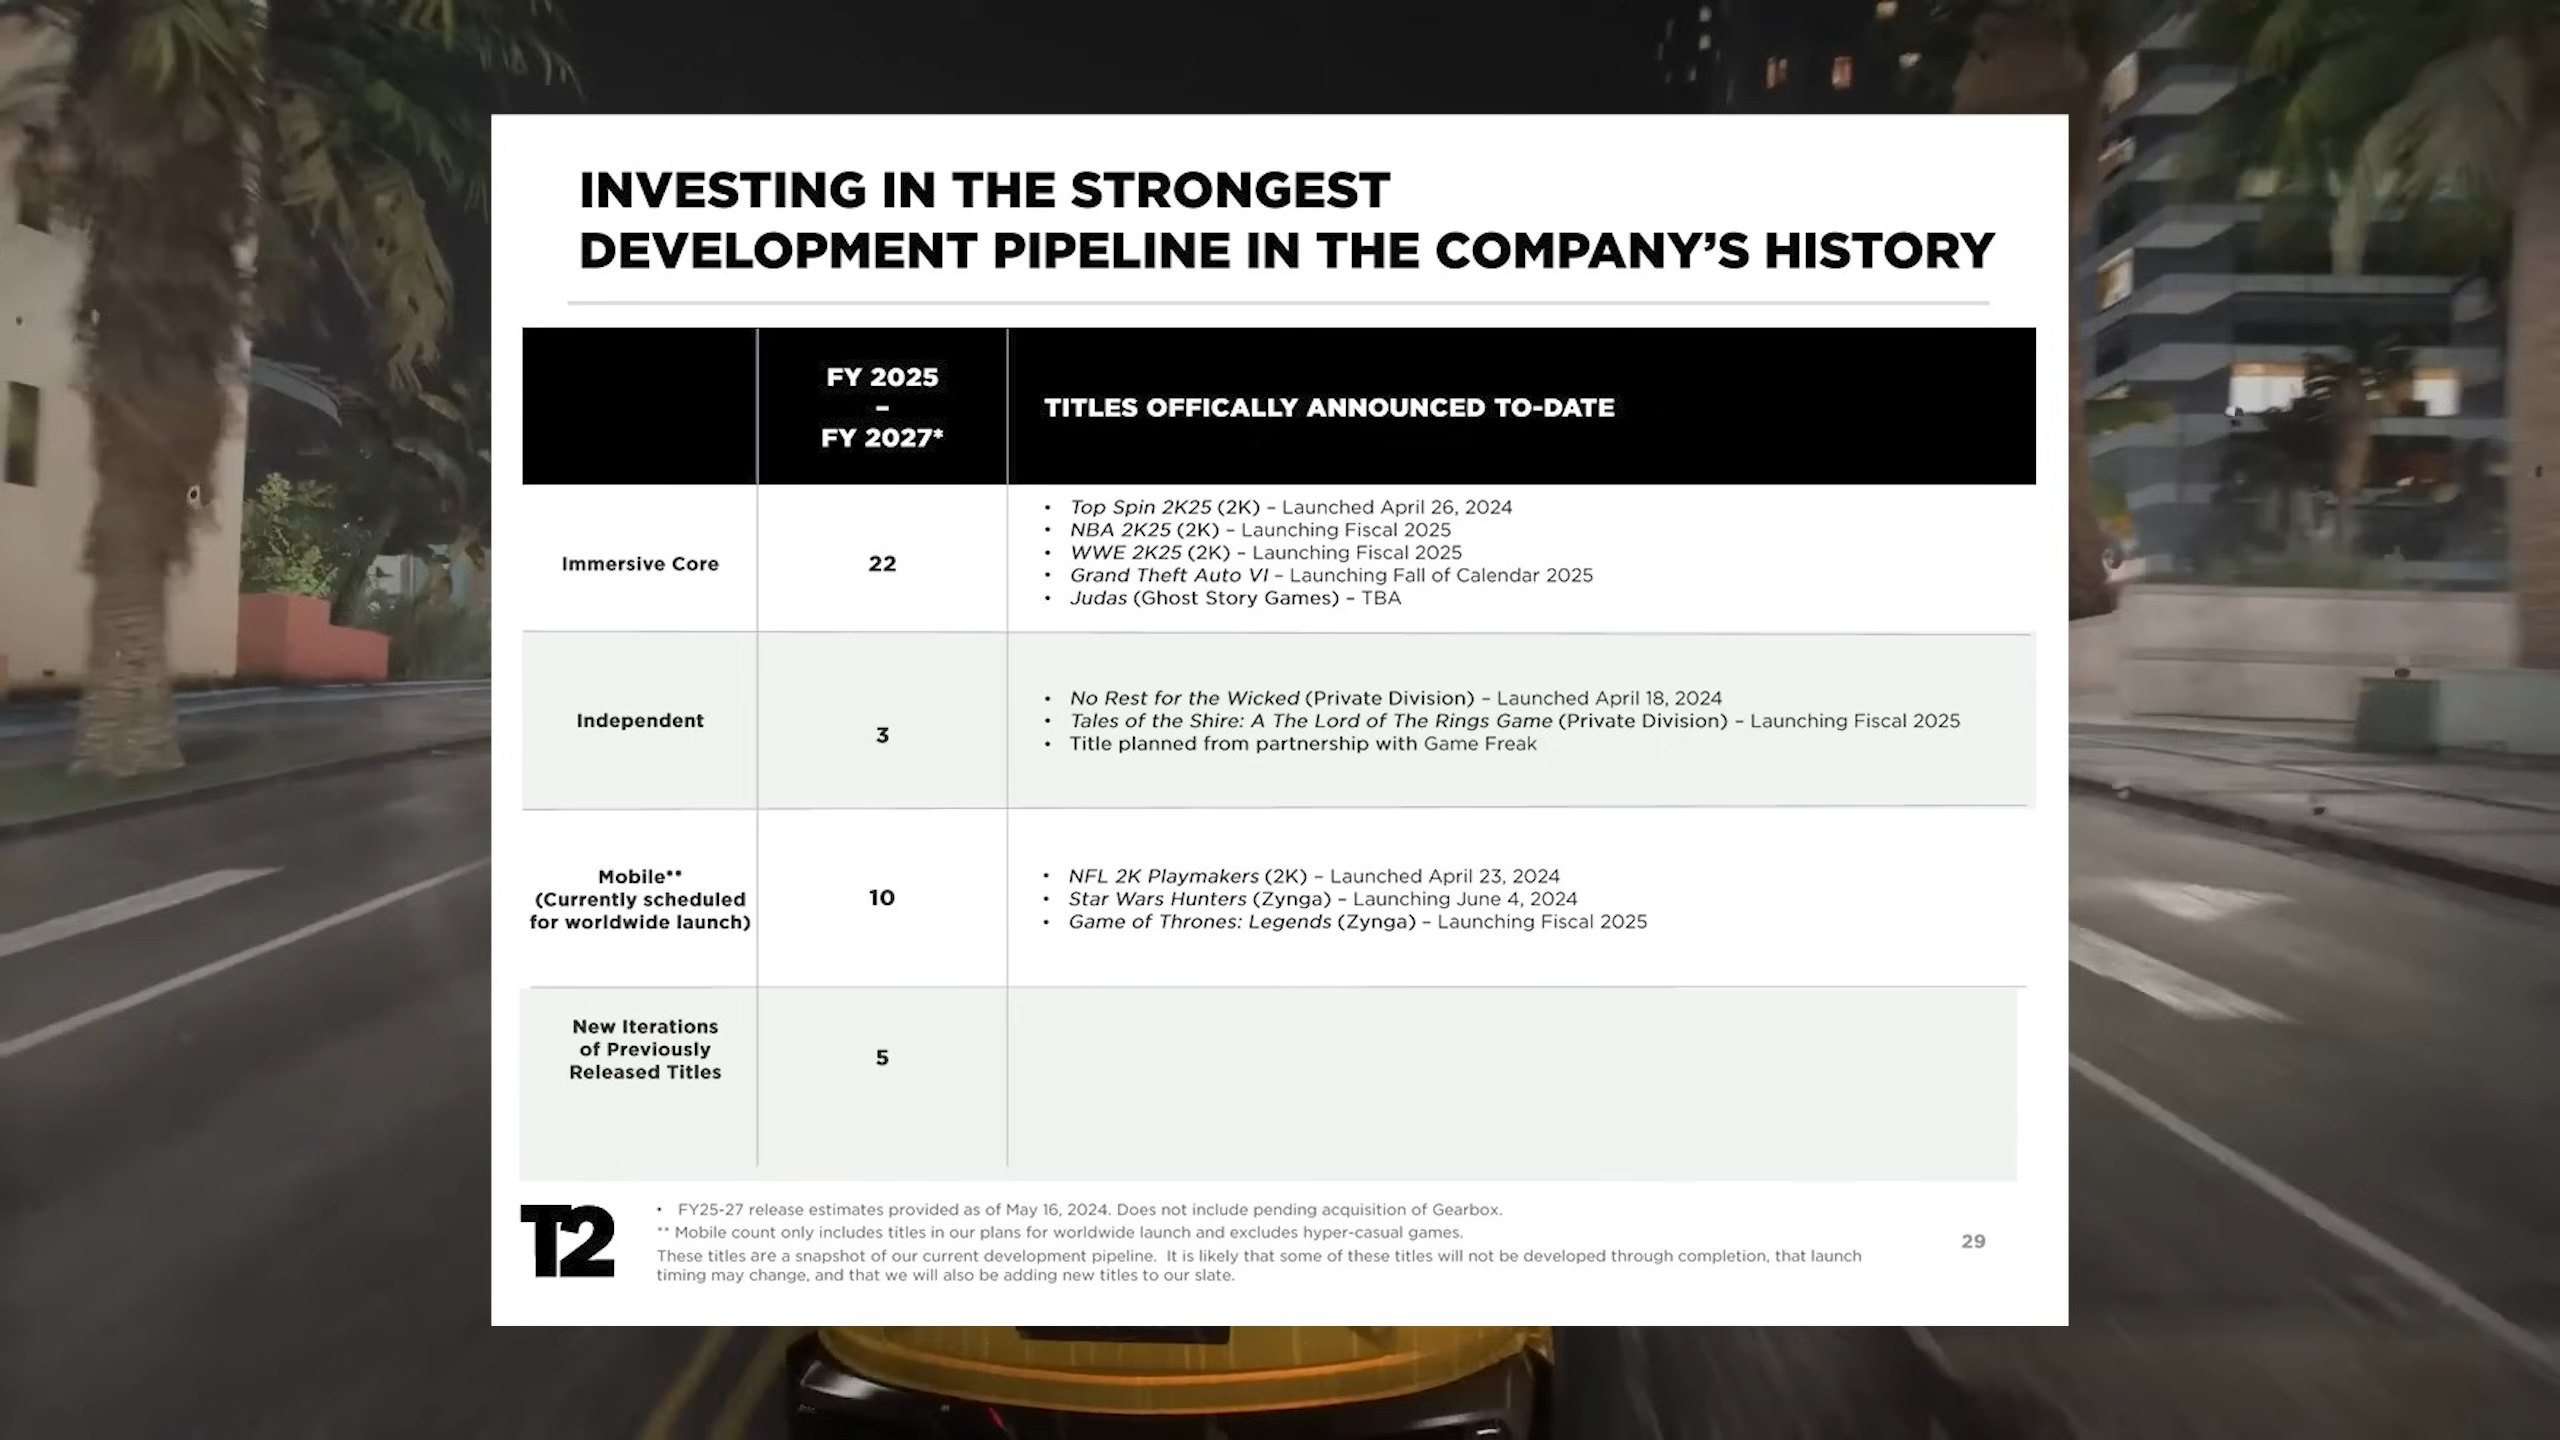 INVESTING IN THE STRONGEST
DEVELOPMENT PIPELINE IN THE COMPANY'S HISTORY
FY 2025
–
FY 2027*
TITLES OFFICALLY ANNOUNCED TO-DATE
Immersive Core
22
• Top Spin 2K25 (2K) – Launched April 26, 2024
• NBA 2K25 (2K) – Launching Fiscal 2025
• WWE 2K25 (2K) – Launching Fiscal 2025
• Grand Theft Auto VI – Launching Fall of Calendar 2025
• Judas (Ghost Story Games) – TBA
Independent
3
• No Rest for the Wicked (Private Division) – Launched April 18, 2024
• Tales of the Shire: A The Lord of The Rings Game (Private Division) – Launching Fiscal 2025
• Title planned from partnership with Game Freak
Mobile**
(Currently scheduled
for worldwide launch)
10
• NFL 2K Playmakers (2K) – Launched April 23, 2024
• Star Wars Hunters (Zynga) – Launching June 4, 2024
• Game of Thrones: Legends (Zynga) – Launching Fiscal 2025
New Iterations
of Previously
Released Titles
5
T2
• FY25-27 release estimates provided as of May 16, 2024. Does not include pending acquisition of Gearbox.
** Mobile count only includes titles in our plans for worldwide launch and excludes hyper-casual games.
These titles are a snapshot of our current development pipeline. It is likely that some of these titles will not be developed through completion, that launch
timing may change, and that we will also be adding new titles to our slate.
29